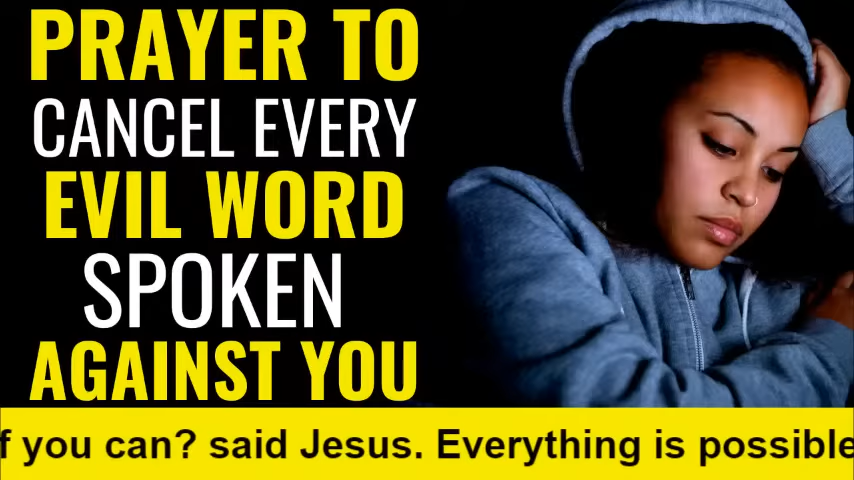 PRAYER TO
CANCEL EVERY
EVIL WORD
SPOKEN
AGAINST YOU
f you can? said Jesus. Everything is possible